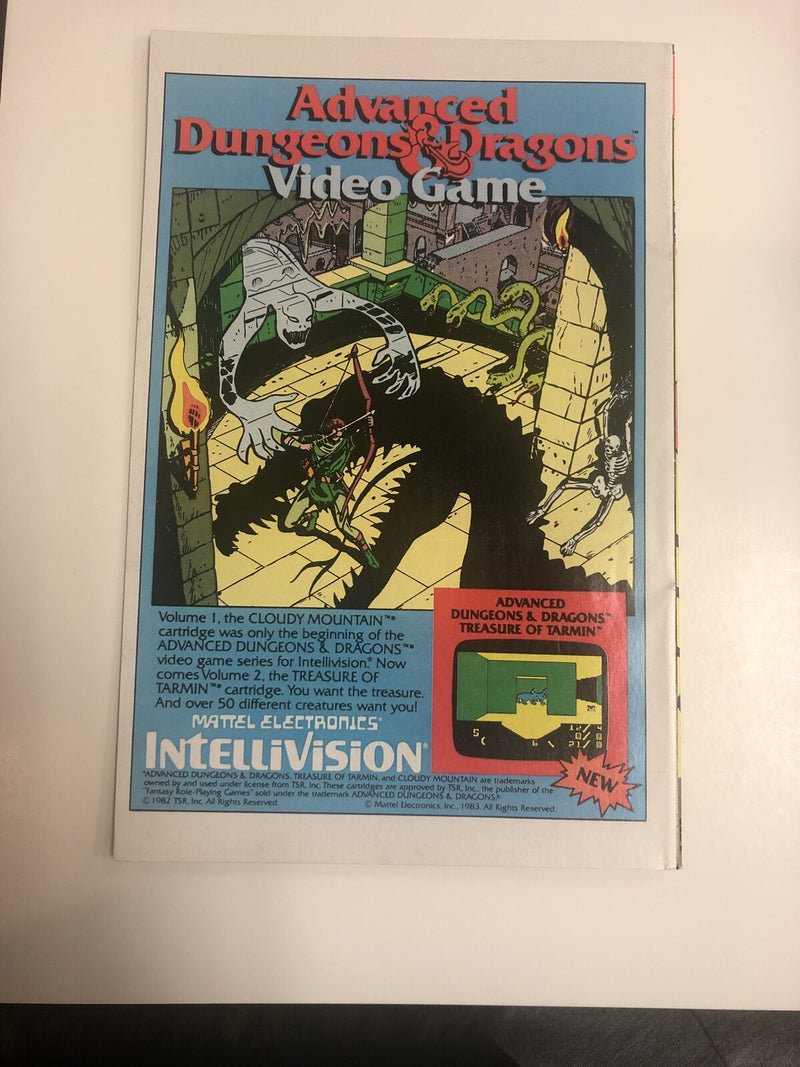 Advanced
Dungeons & Dragons™
Video Game
Volume 1, the CLOUDY MOUNTAIN™*
cartridge was only the beginning of the
ADVANCED DUNGEONS & DRAGONS™*
video game series for Intellivision.® Now
comes Volume 2, the TREASURE OF
TARMIN™* cartridge. You want the treasure.
And over 50 different creatures want you!
MATTEL ELECTRONICS®
INTELLIVISION®
ADVANCED
DUNGEONS & DRAGONS™
TREASURE OF TARMIN™
NEW
*ADVANCED DUNGEONS & DRAGONS, TREASURE OF TARMIN, and CLOUDY MOUNTAIN are trademarks
owned by and used under license from TSR, Inc. These cartridges are approved by TSR, Inc., the publisher of the
"Fantasy Role-Playing Games" sold under the trademark ADVANCED DUNGEONS & DRAGONS.®
© 1982 TSR, Inc. All Rights Reserved.
© Mattel Electronics, Inc., 1983. All Rights Reserved.